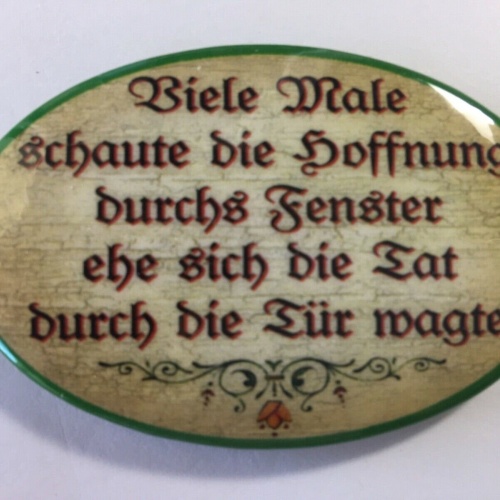 Viele Male
schaute die Hoffnung
durchs Fenster
ehe sich die Tat
durch die Tür wagte